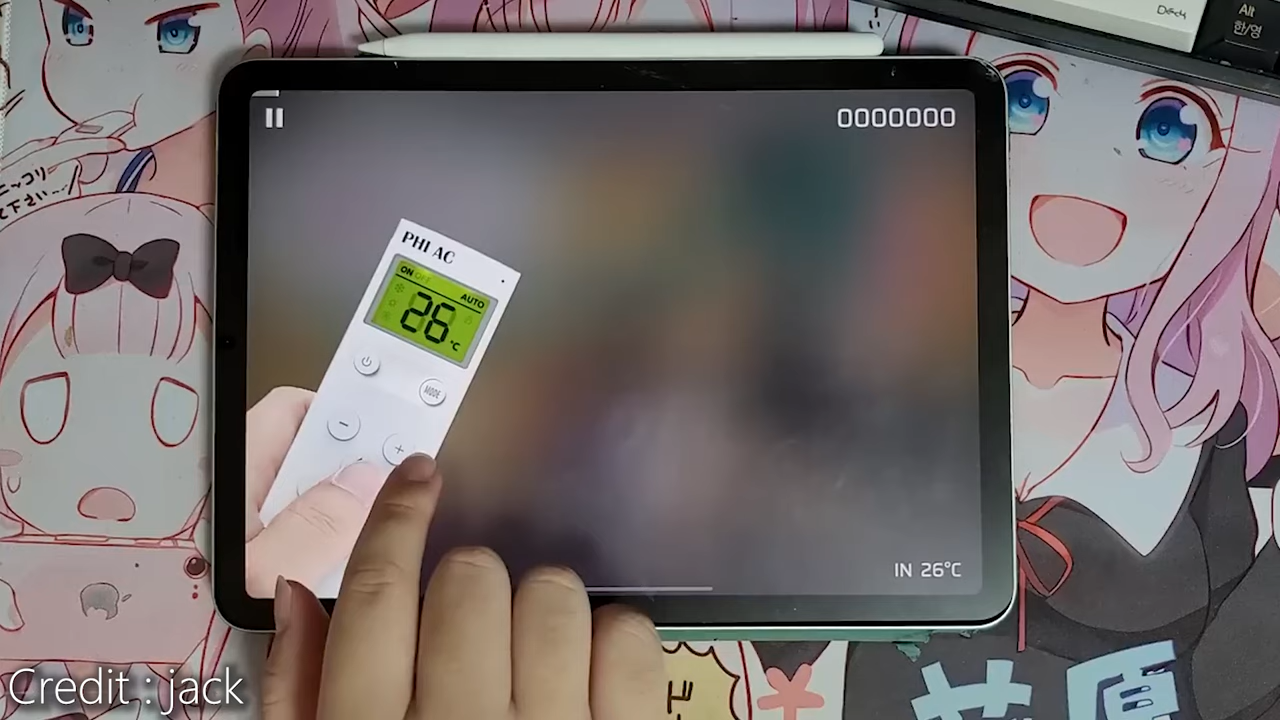 Alt
한/영
0000000
PHI AC
ON OFF
AUTO
26 °C
MODE
−
+
IN 26°C
Credit : jack